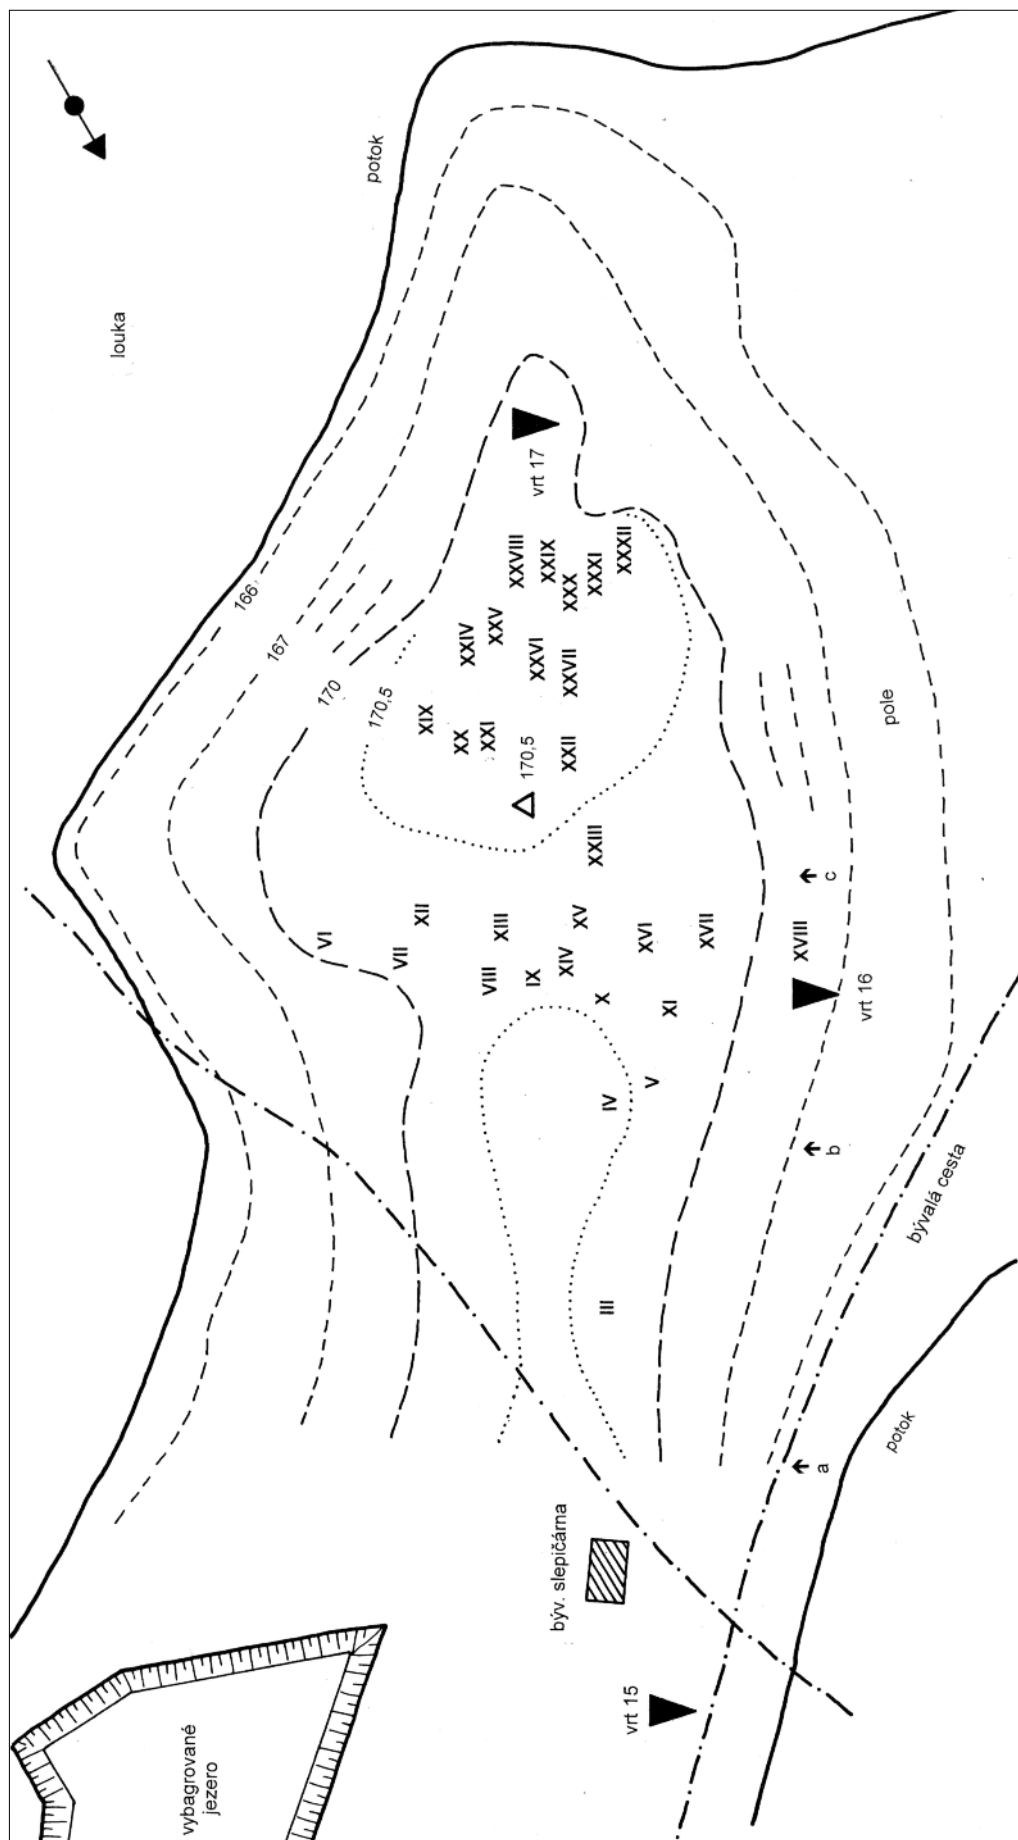 potok
louka
vrt 17
166
167
170
170,5
XXVIII
XXIX
XXX
XXXI
XXXII
XXIV
XXV
XXVI
XXVII
XIX
XX
XXI
XXII
170,5
pole
XXIII
c
VI
VII
XII
XIII
VIII
IX
XIV
XV
X
XVI
XI
XVII
XVIII
vrt 16
V
IV
b
bývalá cesta
III
potok
a
býv. slepičárna
vrt 15
vybagrované
jezero